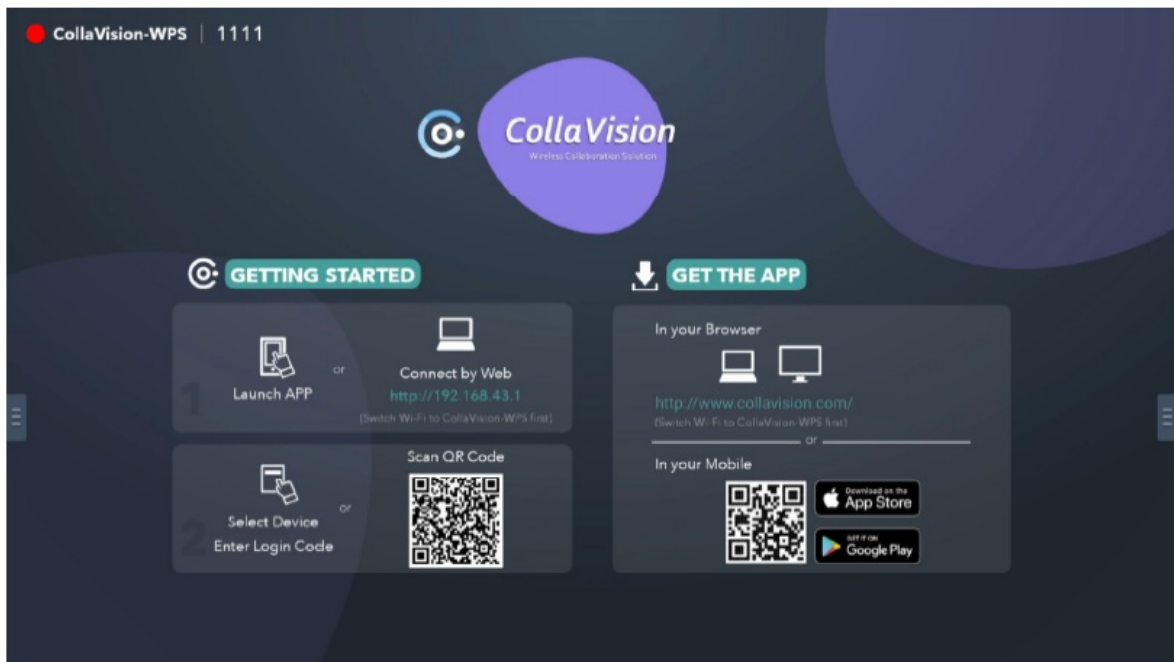 CollaVision-WPS | 1111
CollaVision
Wireless Collaboration Solution
GETTING STARTED
1
Launch APP
or
Connect by Web
http://192.168.43.1
(Switch Wi-Fi to CollaVision-WPS first)
2
Select Device
Enter Login Code
or
Scan QR Code
GET THE APP
In your Browser
http://www.collavision.com/
(Switch Wi-Fi to CollaVision-WPS first)
or
In your Mobile
Download on the
App Store
GET IT ON
Google Play